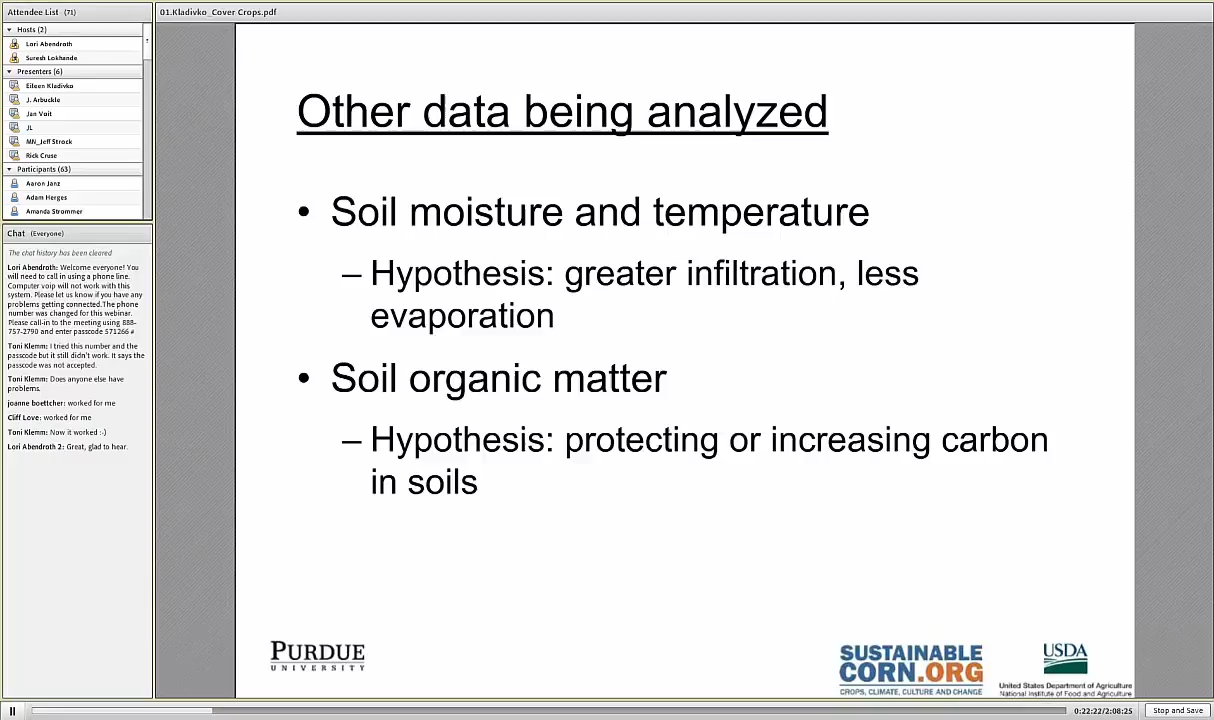 Attendee List (71)
Hosts (2)
Lori Abendroth
Suresh Lokhande
Presenters (6)
Eileen Kladivko
J. Arbuckle
Jan Voit
JL
MN_Jeff Strock
Rick Cruse
Participants (63)
Aaron Janz
Adam Herges
Amanda Strommer
Chat (Everyone)
The chat history has been cleared
Lori Abendroth: Welcome everyone! You
will need to call in using a phone line.
Computer voip will not work with this
system. Please let us know if you have any
problems getting connected.The phone
number was changed for this webinar.
Please call-in to the meeting using 888-
757-2790 and enter passcode 571266 #
Toni Klemm: I tried this number and the
passcode but it still didn't work. It says the
passcode was not accepted.
Toni Klemm: Does anyone else have
problems.
joanne boettcher: worked for me
Cliff Love: worked for me
Toni Klemm: Now it worked :-)
Lori Abendroth 2: Great, glad to hear.
01.Kladivko_Cover Crops.pdf
Other data being analyzed
• Soil moisture and temperature
– Hypothesis: greater infiltration, less
evaporation
• Soil organic matter
– Hypothesis: protecting or increasing carbon
in soils
PURDUE
UNIVERSITY
SUSTAINABLE
CORN.ORG
CROPS, CLIMATE, CULTURE AND CHANGE
USDA
United States Department of Agriculture
National Institute of Food and Agriculture
0:22:22/2:08:25
Stop and Save